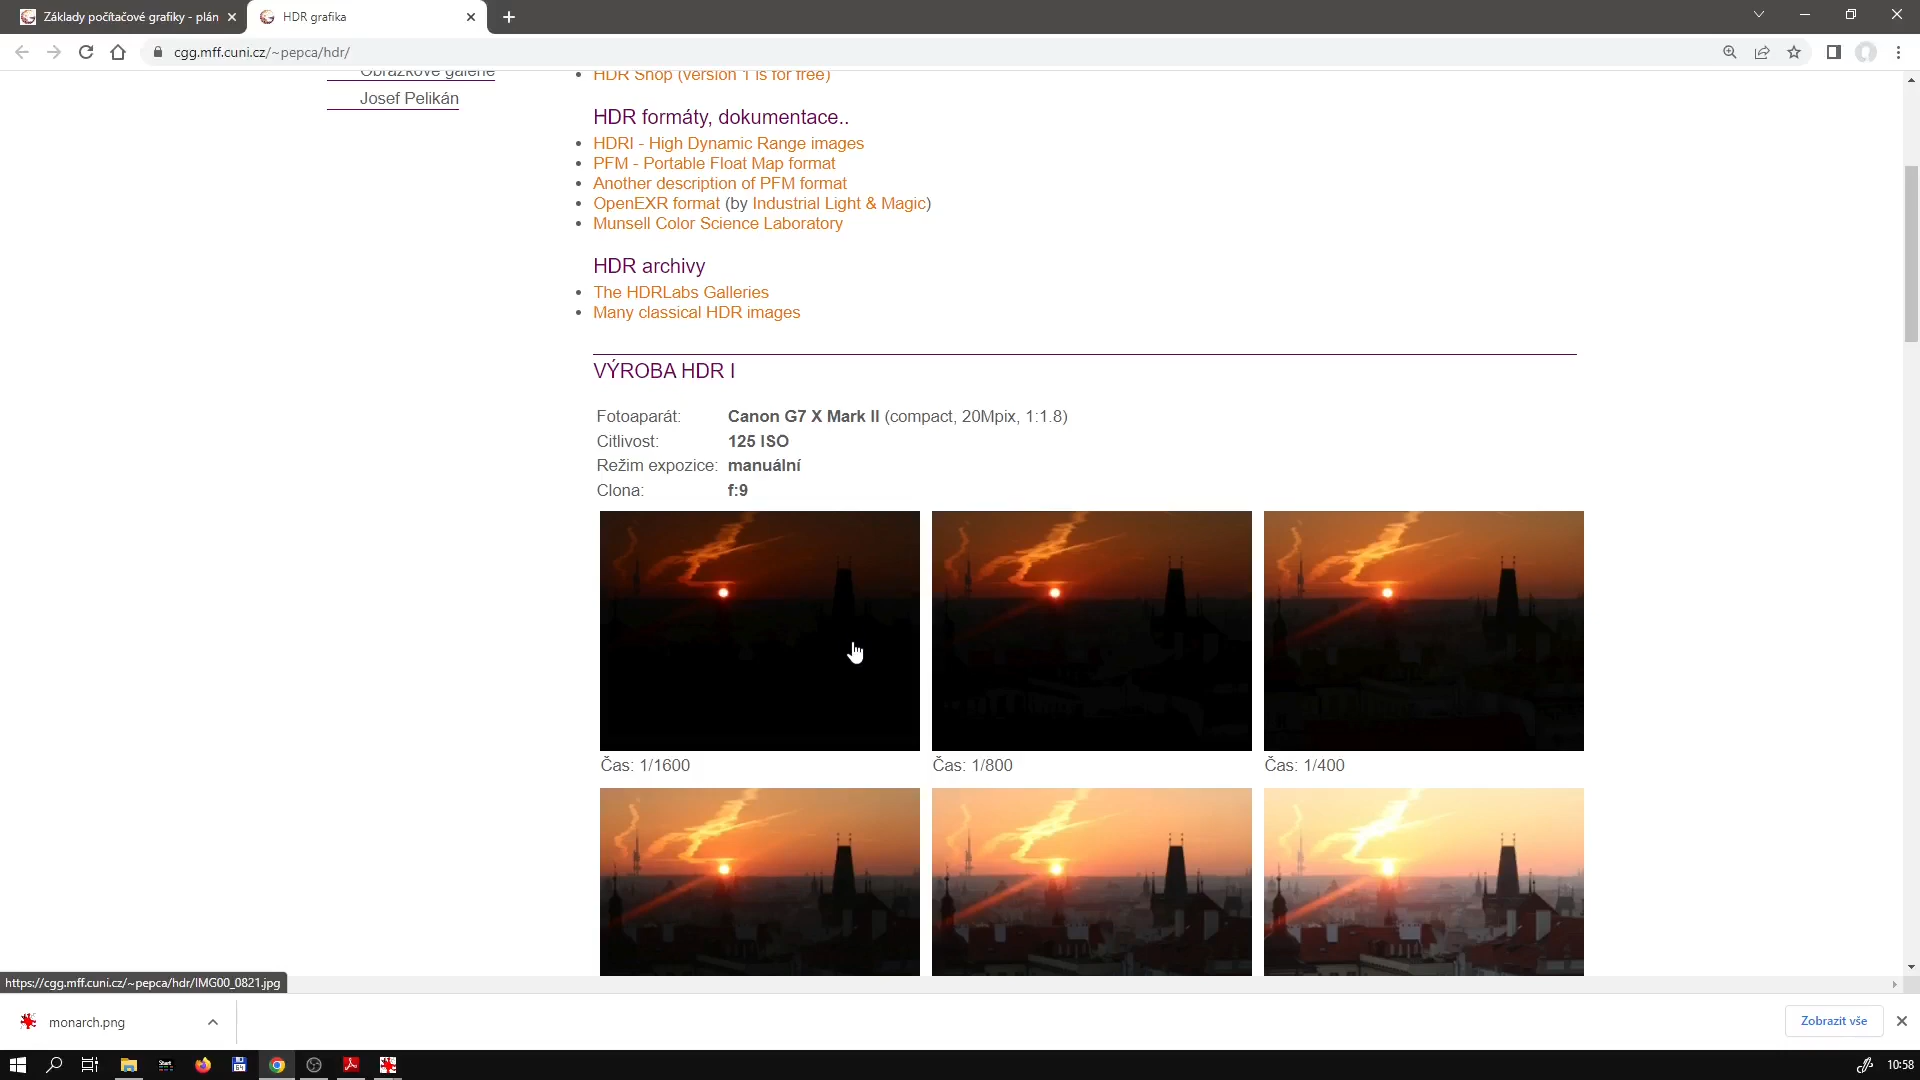 Základy počítačové grafiky - plán
HDR grafika
cgg.mff.cuni.cz/~pepca/hdr/
Obrázkové galerie
Josef Pelikán
HDR Shop (version 1 is for free)
HDR formáty, dokumentace..
HDRI - High Dynamic Range images
PFM - Portable Float Map format
Another description of PFM format
OpenEXR format (by Industrial Light & Magic)
Munsell Color Science Laboratory
HDR archivy
The HDRLabs Galleries
Many classical HDR images
VÝROBA HDR I
Fotoaparát: Canon G7 X Mark II (compact, 20Mpix, 1:1.8)
Citlivost: 125 ISO
Režim expozice: manuální
Clona: f:9
Čas: 1/1600 Čas: 1/800 Čas: 1/400
https://cgg.mff.cuni.cz/~pepca/hdr/IMG00_0821.jpg
monarch.png
Zobrazit vše
Start
10:58